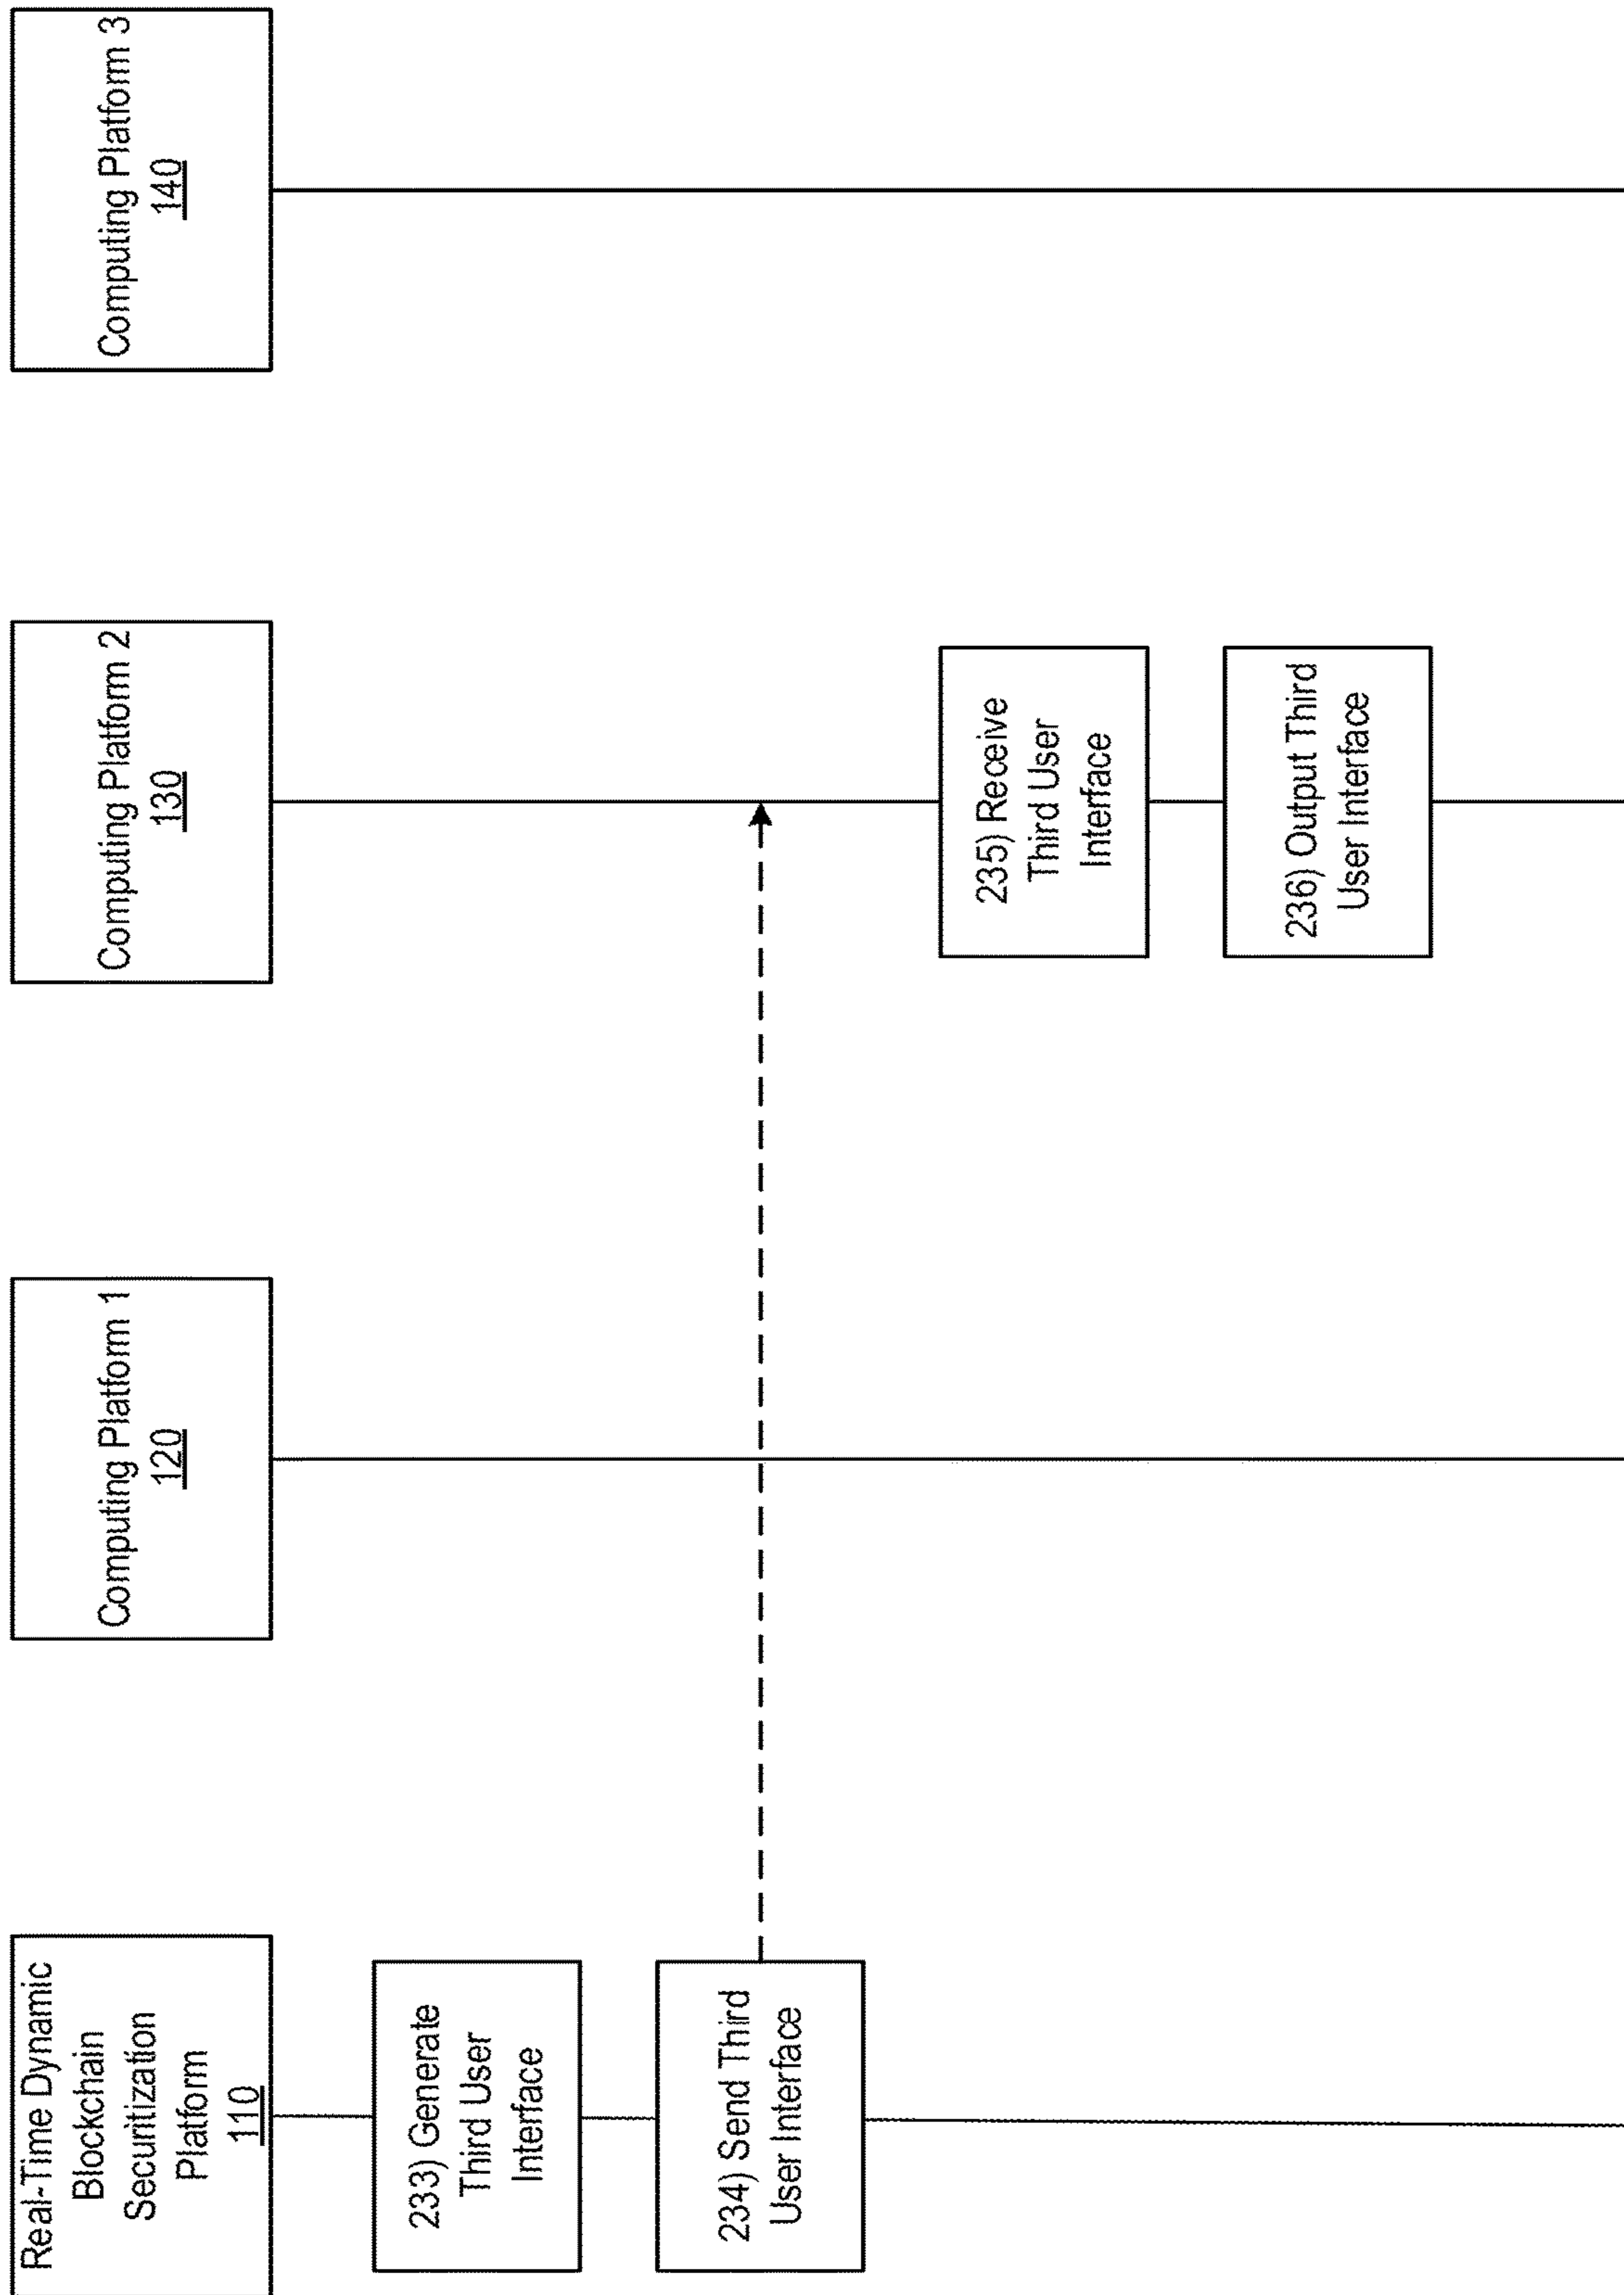 Real-Time Dynamic
Blockchain
Securitization
Platform
110
Computing Platform 1
120
Computing Platform 2
130
Computing Platform 3
140
233) Generate
Third User
Interface
234) Send Third
User Interface
235) Receive
Third User
Interface
236) Output Third
User Interface